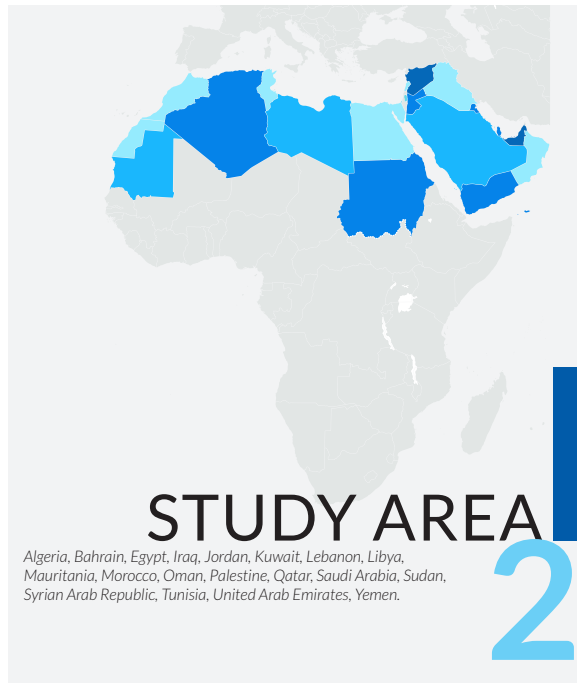 STUDY AREA
Algeria, Bahrain, Egypt, Iraq, Jordan, Kuwait, Lebanon, Libya,
Mauritania, Morocco, Oman, Palestine, Qatar, Saudi Arabia, Sudan,
Syrian Arab Republic, Tunisia, United Arab Emirates, Yemen.
2